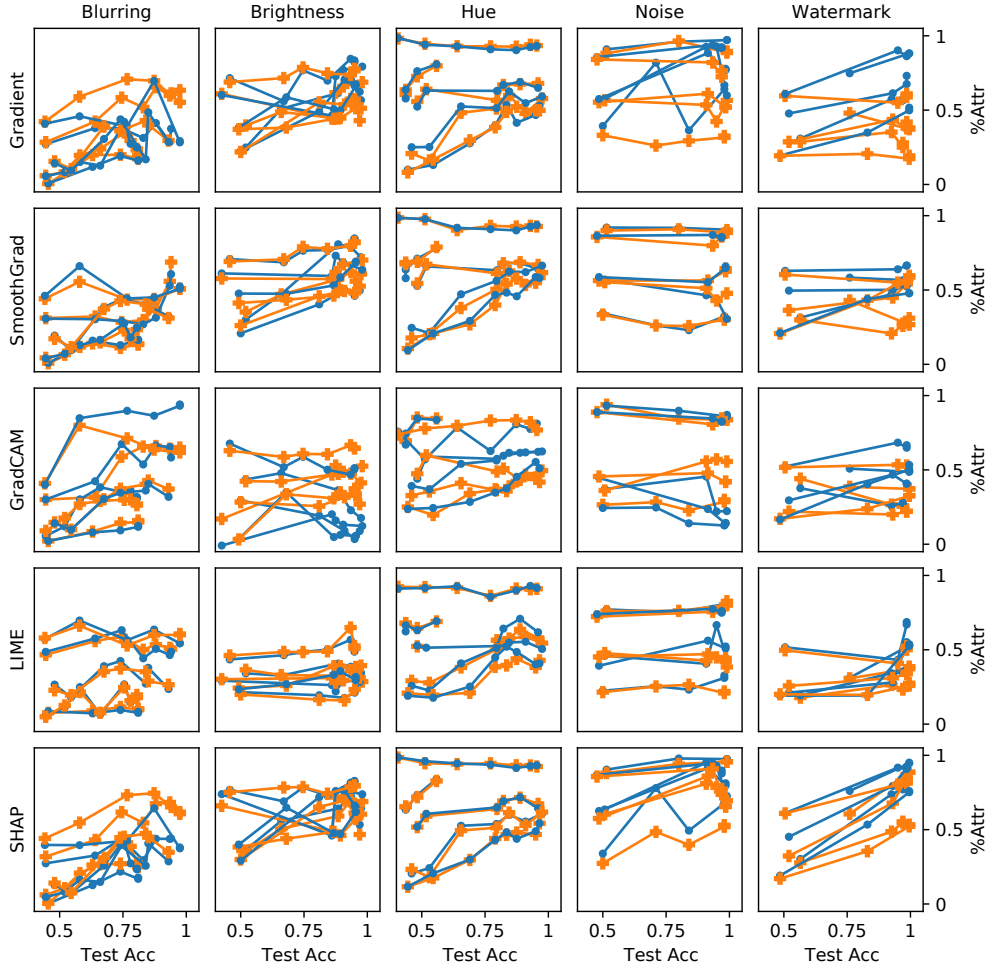 Blurring Brightness Hue Noise Watermark
Gradient
1
0.5
0
%Attr
SmoothGrad
1
0.5
0
%Attr
GradCAM
1
0.5
0
%Attr
LIME
1
0.5
0
%Attr
SHAP
1
0.5
0
%Attr
0.5 0.75 1 0.5 0.75 1 0.5 0.75 1 0.5 0.75 1 0.5 0.75 1
Test Acc Test Acc Test Acc Test Acc Test Acc